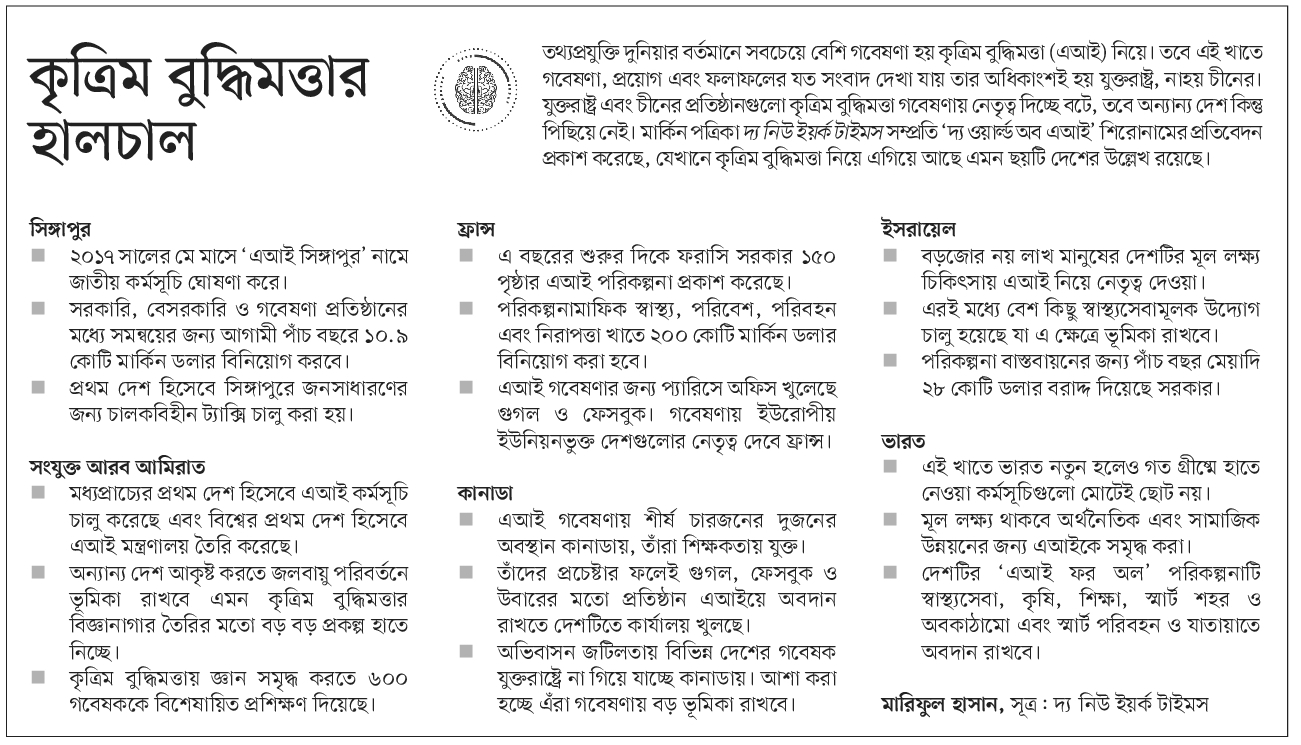 কৃত্রিম বুদ্ধিমত্তার
হালচাল
তথ্যপ্রযুক্তি দুনিয়ার বর্তমানে সবচেয়ে বেশি গবেষণা হয় কৃত্রিম বুদ্ধিমত্তা (এআই) নিয়ে। তবে এই খাতে
গবেষণা, প্রয়োগ এবং ফলাফলের যত সংবাদ দেখা যায় তার অধিকাংশই হয় যুক্তরাষ্ট্র, নাহয় চীনের।
যুক্তরাষ্ট্র এবং চীনের প্রতিষ্ঠানগুলো কৃত্রিম বুদ্ধিমত্তা গবেষণায় নেতৃত্ব দিচ্ছে বটে, তবে অন্যান্য দেশ কিন্তু
পিছিয়ে নেই। মার্কিন পত্রিকা দ্য নিউ ইয়র্ক টাইমস সম্প্রতি ‘দ্য ওয়ার্ল্ড অব এআই’ শিরোনামের প্রতিবেদন
প্রকাশ করেছে, যেখানে কৃত্রিম বুদ্ধিমত্তা নিয়ে এগিয়ে আছে এমন ছয়টি দেশের উল্লেখ রয়েছে।
সিঙ্গাপুর
২০১৭ সালের মে মাসে ‘এআই সিঙ্গাপুর’ নামে
জাতীয় কর্মসূচি ঘোষণা করে।
সরকারি, বেসরকারি ও গবেষণা প্রতিষ্ঠানের
মধ্যে সমন্বয়ের জন্য আগামী পাঁচ বছরে ১০.৯
কোটি মার্কিন ডলার বিনিয়োগ করবে।
প্রথম দেশ হিসেবে সিঙ্গাপুরে জনসাধারণের
জন্য চালকবিহীন ট্যাক্সি চালু করা হয়।
সংযুক্ত আরব আমিরাত
মধ্যপ্রাচ্যের প্রথম দেশ হিসেবে এআই কর্মসূচি
চালু করেছে এবং বিশ্বের প্রথম দেশ হিসেবে
এআই মন্ত্রণালয় তৈরি করেছে।
অন্যান্য দেশ আকৃষ্ট করতে জলবায়ু পরিবর্তনে
ভূমিকা রাখবে এমন কৃত্রিম বুদ্ধিমত্তার
বিজ্ঞানাগার তৈরির মতো বড় বড় প্রকল্প হাতে
নিচ্ছে।
কৃত্রিম বুদ্ধিমত্তায় জ্ঞান সমৃদ্ধ করতে ৬০০
গবেষককে বিশেষায়িত প্রশিক্ষণ দিয়েছে।
ফ্রান্স
এ বছরের শুরুর দিকে ফরাসি সরকার ১৫০
পৃষ্ঠার এআই পরিকল্পনা প্রকাশ করেছে।
পরিকল্পনামাফিক স্বাস্থ্য, পরিবেশ, পরিবহন
এবং নিরাপত্তা খাতে ২০০ কোটি মার্কিন ডলার
বিনিয়োগ করা হবে।
এআই গবেষণার জন্য প্যারিসে অফিস খুলেছে
গুগল ও ফেসবুক। গবেষণায় ইউরোপীয়
ইউনিয়নভুক্ত দেশগুলোর নেতৃত্ব দেবে ফ্রান্স।
কানাডা
এআই গবেষণায় শীর্ষ চারজনের দুজনের
অবস্থান কানাডায়, তাঁরা শিক্ষকতায় যুক্ত।
তাঁদের প্রচেষ্টার ফলেই গুগল, ফেসবুক ও
উবারের মতো প্রতিষ্ঠান এআইয়ে অবদান
রাখতে দেশটিতে কার্যালয় খুলছে।
অভিবাসন জটিলতায় বিভিন্ন দেশের গবেষক
যুক্তরাষ্ট্রে না গিয়ে যাচ্ছে কানাডায়। আশা করা
হচ্ছে এঁরা গবেষণায় বড় ভূমিকা রাখবে।
ইসরায়েল
বড়জোর নয় লাখ মানুষের দেশটির মূল লক্ষ্য
চিকিৎসায় এআই নিয়ে নেতৃত্ব দেওয়া।
এরই মধ্যে বেশ কিছু স্বাস্থ্যসেবামূলক উদ্যোগ
চালু হয়েছে যা এ ক্ষেত্রে ভূমিকা রাখবে।
পরিকল্পনা বাস্তবায়নের জন্য পাঁচ বছর মেয়াদি
২৮ কোটি ডলার বরাদ্দ দিয়েছে সরকার।
ভারত
এই খাতে ভারত নতুন হলেও গত গ্রীষ্মে হাতে
নেওয়া কর্মসূচিগুলো মোটেই ছোট নয়।
মূল লক্ষ্য থাকবে অর্থনৈতিক এবং সামাজিক
উন্নয়নের জন্য এআইকে সমৃদ্ধ করা।
দেশটির ‘এআই ফর অল’ পরিকল্পনাটি
স্বাস্থ্যসেবা, কৃষি, শিক্ষা, স্মার্ট শহর ও
অবকাঠামো এবং স্মার্ট পরিবহন ও যাতায়াতে
অবদান রাখবে।
মারিফুল হাসান, সূত্র : দ্য নিউ ইয়র্ক টাইমস